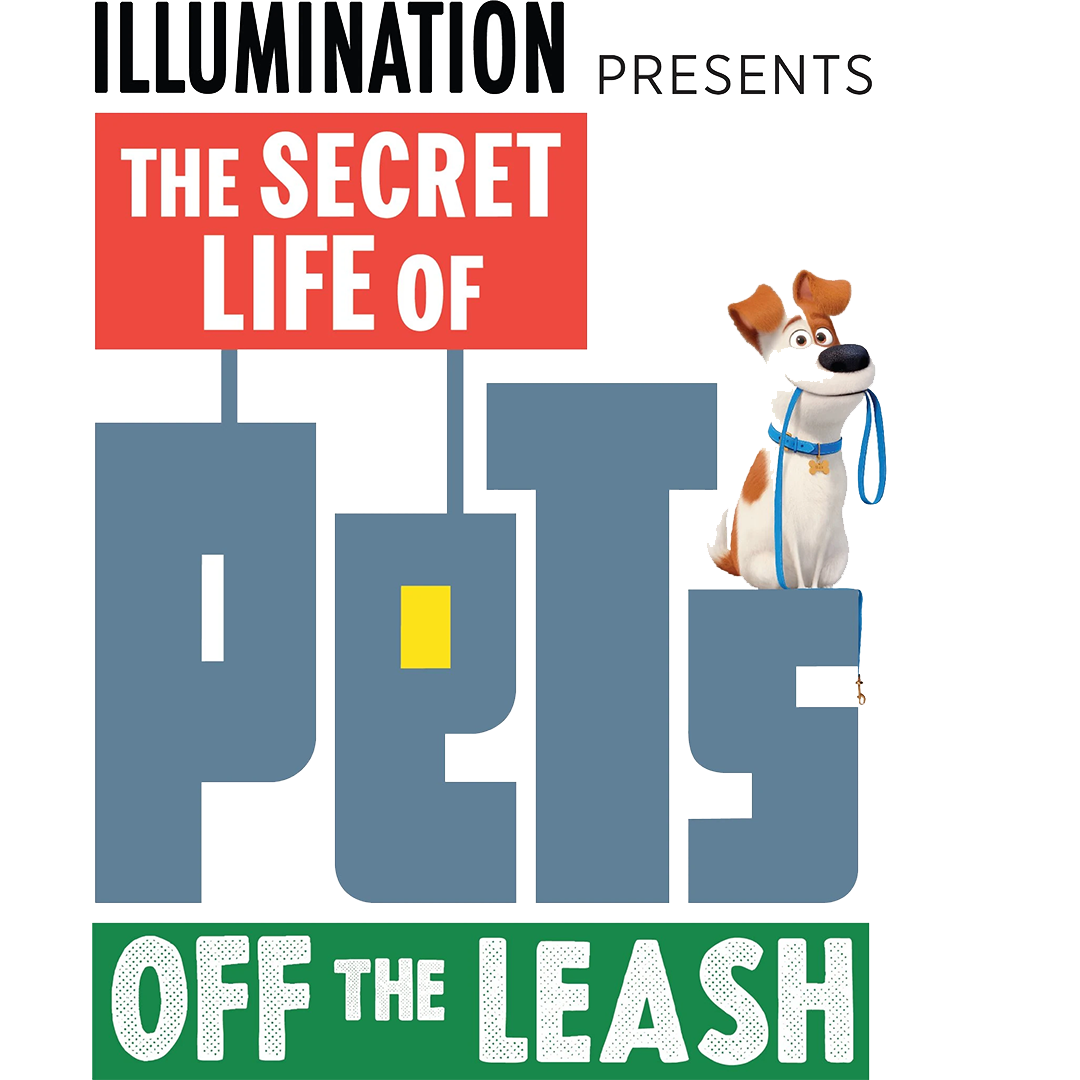 ILLUMINATION PRESENTS
THE SECRET
LIFE OF
PeTs
OFF THE LEASH